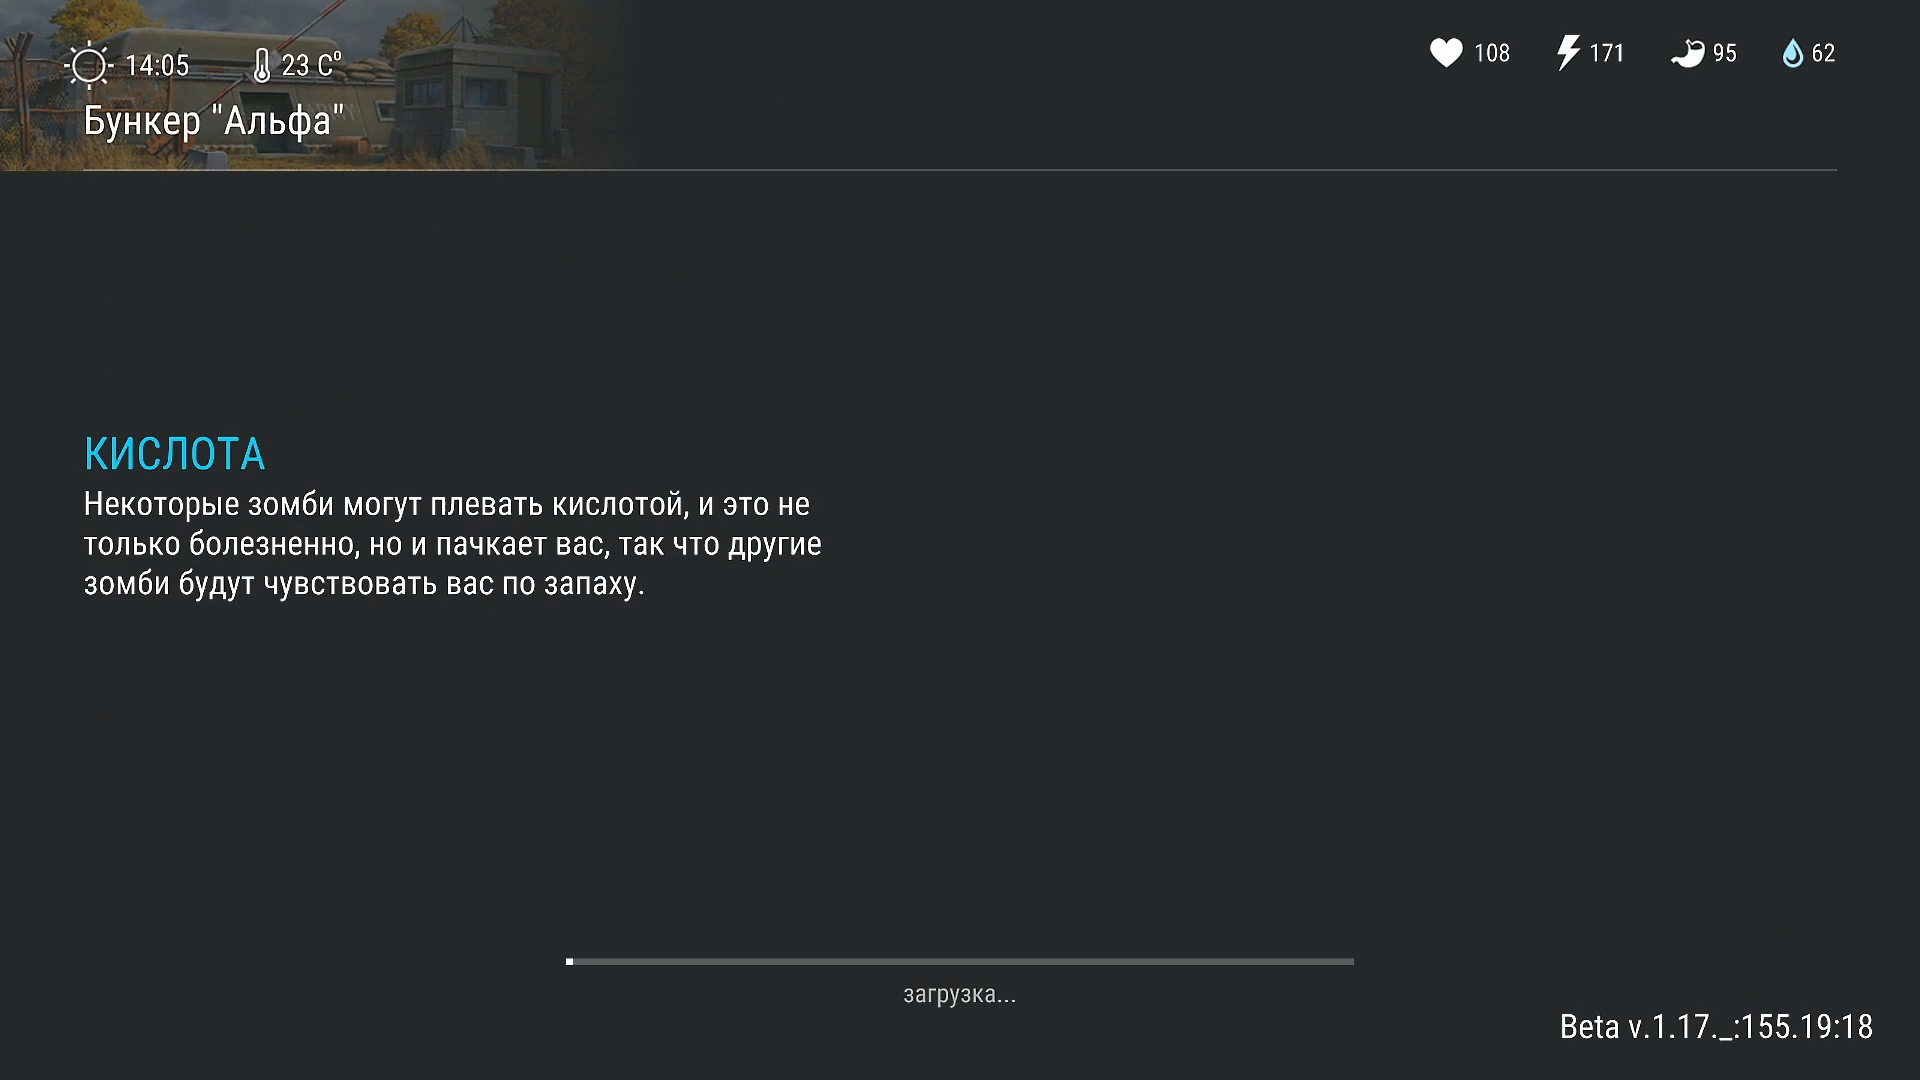 14:05 23 C⁰
108 171 95 62
Бункер "Альфа"
КИСЛОТА
Некоторые зомби могут плевать кислотой, и это не
только болезненно, но и пачкает вас, так что другие
зомби будут чувствовать вас по запаху.
загрузка...
Beta v.1.17._:155.19:18